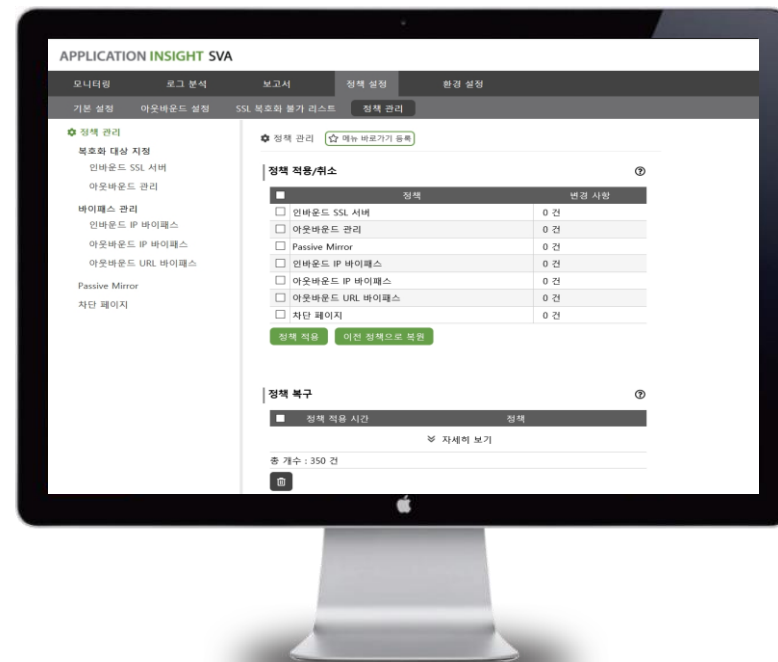 APPLICATION INSIGHT SVA
모니터링 로그 분석 보고서 정책 설정 환경 설정
기본 설정 아웃바운드 설정 SSL 복호화 불가 리스트 정책 관리
정책 관리
복호화 대상 지정
인바운드 SSL 서버
아웃바운드 관리
바이패스 관리
인바운드 IP 바이패스
아웃바운드 IP 바이패스
아웃바운드 URL 바이패스
Passive Mirror
차단 페이지
정책 관리 메뉴 바로가기 등록
정책 적용/취소
정책 변경 사항
인바운드 SSL 서버 0 건
아웃바운드 관리 0 건
Passive Mirror 0 건
인바운드 IP 바이패스 0 건
아웃바운드 IP 바이패스 0 건
아웃바운드 URL 바이패스 0 건
차단 페이지 0 건
정책 적용 이전 정책으로 복원
정책 복구
정책 적용 시간 정책
자세히 보기
총 개수 : 350 건